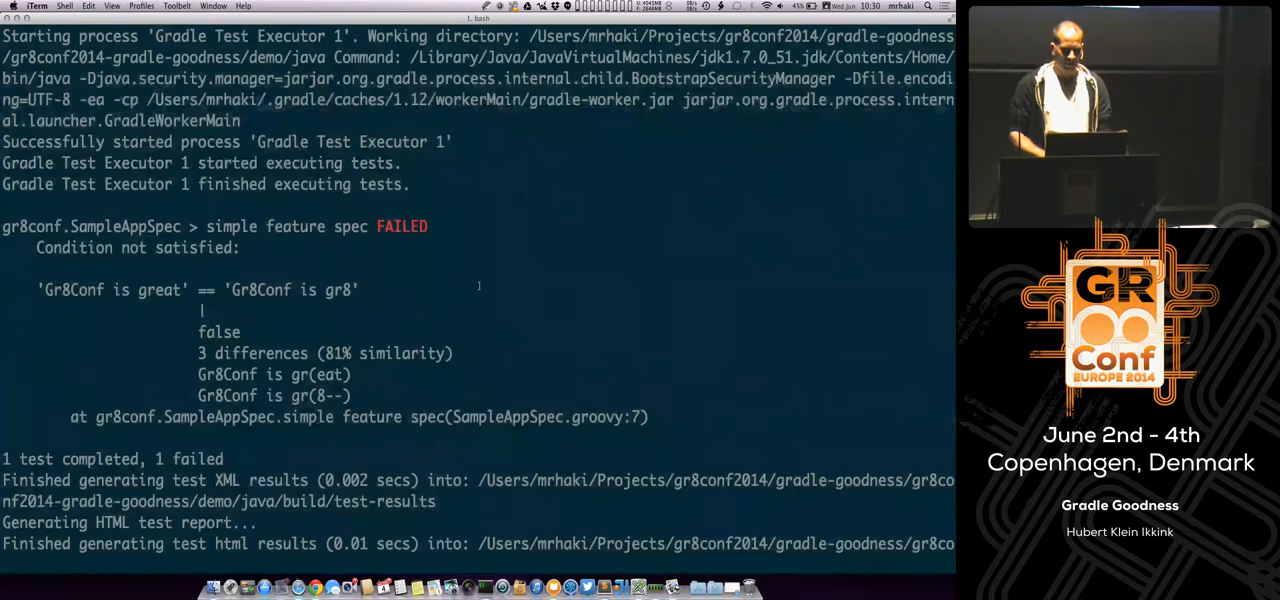 iTerm Shell Edit View Profiles Toolbelt Window Help
45% Wed Jun 10:30 mrhaki
1. bash
Starting process 'Gradle Test Executor 1'. Working directory: /Users/mrhaki/Projects/gr8conf2014/gradle-goodness
/gr8conf2014-gradle-goodness/demo/java Command: /Library/Java/JavaVirtualMachines/jdk1.7.0_51.jdk/Contents/Home/
bin/java -Djava.security.manager=jarjar.org.gradle.process.internal.child.BootstrapSecurityManager -Dfile.encodi
ng=UTF-8 -ea -cp /Users/mrhaki/.gradle/caches/1.12/workerMain/gradle-worker.jar jarjar.org.gradle.process.intern
al.launcher.GradleWorkerMain
Successfully started process 'Gradle Test Executor 1'
Gradle Test Executor 1 started executing tests.
Gradle Test Executor 1 finished executing tests.
gr8conf.SampleAppSpec > simple feature spec FAILED
Condition not satisfied:
'Gr8Conf is great' == 'Gr8Conf is gr8'
|
false
3 differences (81% similarity)
Gr8Conf is gr(eat)
Gr8Conf is gr(8--)
at gr8conf.SampleAppSpec.simple feature spec(SampleAppSpec.groovy:7)
1 test completed, 1 failed
Finished generating test XML results (0.002 secs) into: /Users/mrhaki/Projects/gr8conf2014/gradle-goodness/gr8co
nf2014-gradle-goodness/demo/java/build/test-results
Generating HTML test report...
Finished generating test html results (0.01 secs) into: /Users/mrhaki/Projects/gr8conf2014/gradle-goodness/gr8co
GR
Conf
EUROPE 2014
June 2nd - 4th
Copenhagen, Denmark
Gradle Goodness
Hubert Klein Ikkink